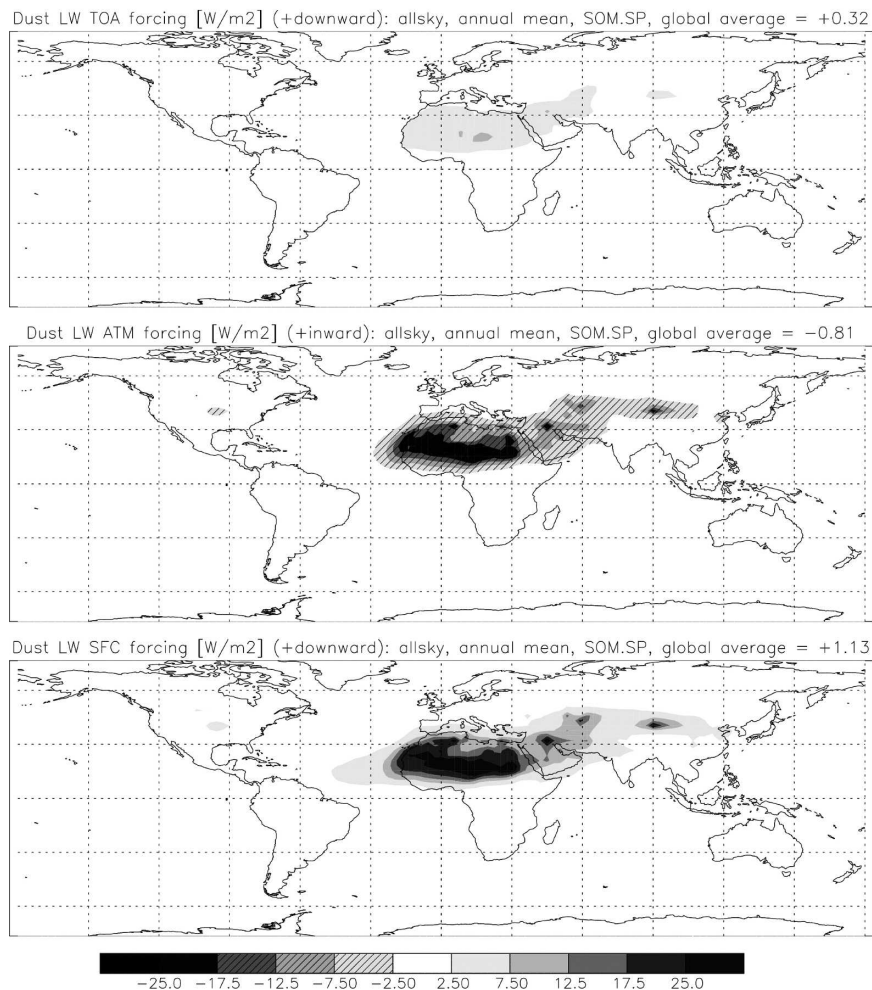 Dust LW TOA forcing [W/m2] (+downward): allsky, annual mean, SOM.SP, global average = +0.32
Dust LW ATM forcing [W/m2] (+inward): allsky, annual mean, SOM.SP, global average = −0.81
Dust LW SFC forcing [W/m2] (+downward): allsky, annual mean, SOM.SP, global average = +1.13
−25.0 −17.5 −12.5 −7.50 −2.50 2.50 7.50 12.5 17.5 25.0